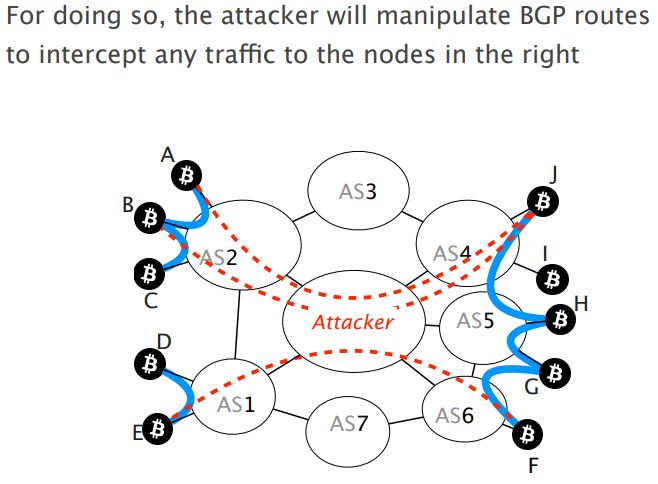 For doing so, the attacker will manipulate BGP routes
to intercept any traffic to the nodes in the right
A
J
AS3
B
AS4
I
AS2
C
H
Attacker
AS5
D
G
AS1
E
AS7
AS6
F